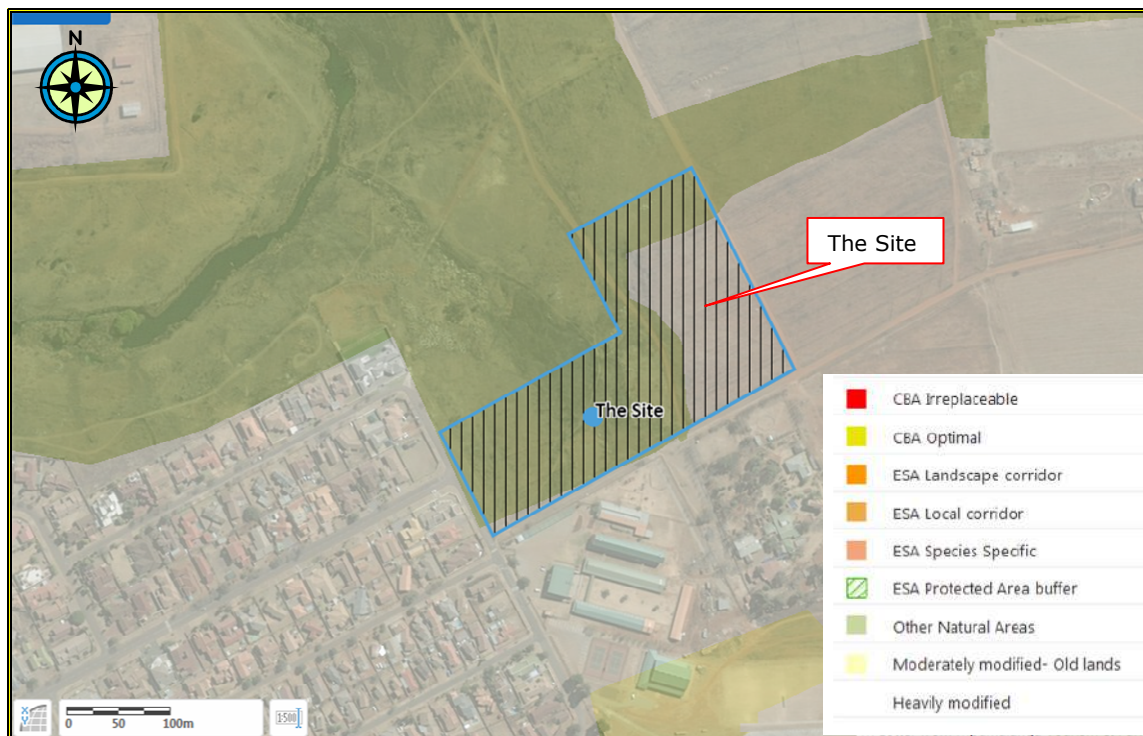 N
The Site
The Site
CBA Irreplaceable
CBA Optimal
ESA Landscape corridor
ESA Local corridor
ESA Species Specific
ESA Protected Area buffer
Other Natural Areas
Moderately modified- Old lands
Heavily modified
X
Y
0 50 100m